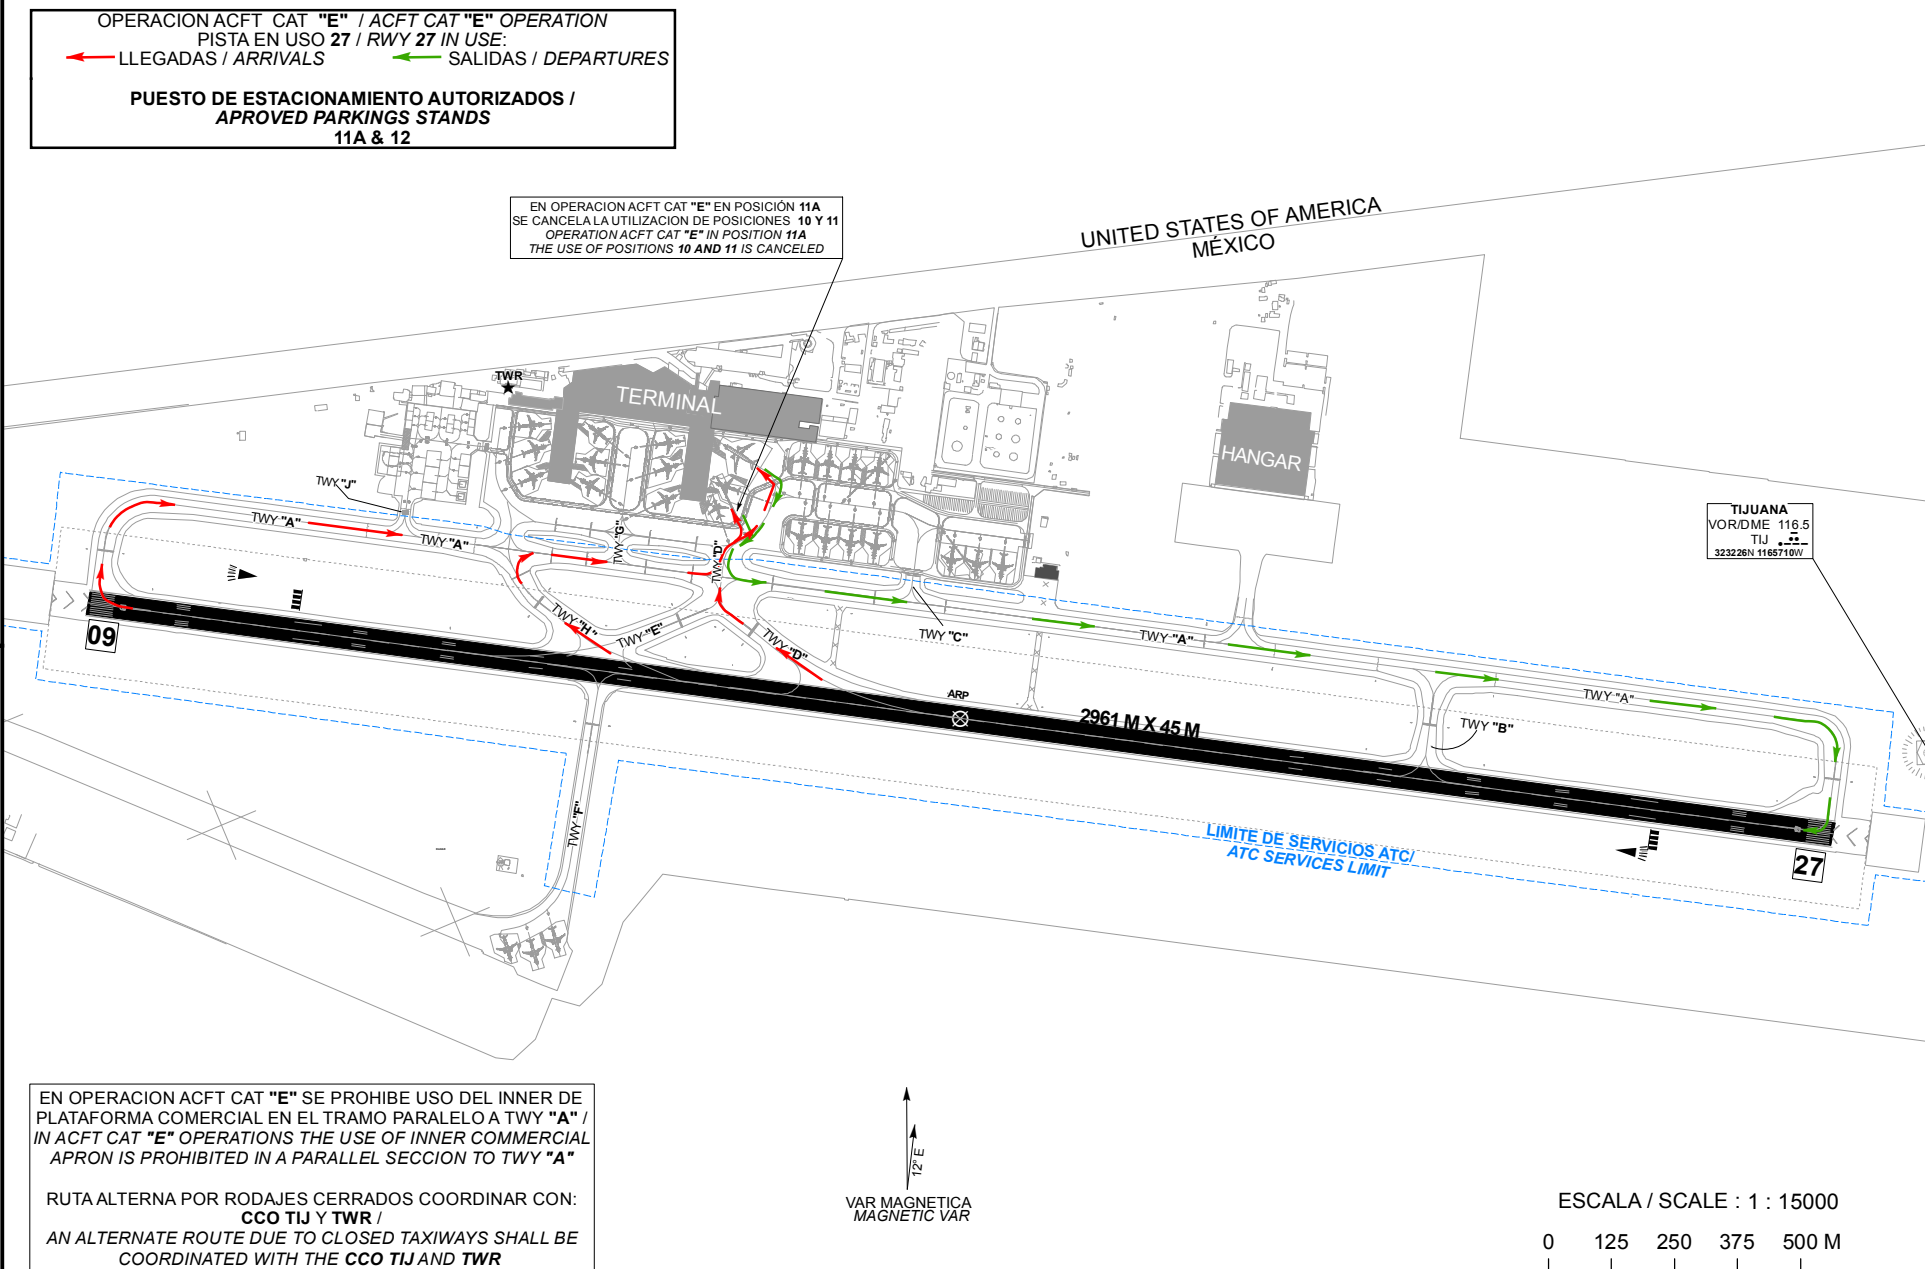 OPERACION ACFT CAT "E" / ACFT CAT "E" OPERATION
PISTA EN USO 27 / RWY 27 IN USE:
LLEGADAS / ARRIVALS
SALIDAS / DEPARTURES
PUESTO DE ESTACIONAMIENTO AUTORIZADOS /
APROVED PARKINGS STANDS
11A & 12
EN OPERACION ACFT CAT "E" EN POSICIÓN 11A
SE CANCELA LA UTILIZACION DE POSICIONES 10 Y 11
OPERATION ACFT CAT "E" IN POSITION 11A
THE USE OF POSITIONS 10 AND 11 IS CANCELED
UNITED STATES OF AMERICA
MÉXICO
TWR
TERMINAL
HANGAR
TWY "J"
TWY "A"
TWY "A"
TWY "G"
TWY "D"
TIJUANA
VOR/DME 116.5
TIJ
323226N 1165710W
09
TWY "H"
TWY "E"
TWY "D"
TWY "C"
TWY "A"
TWY "A"
TWY "B"
ARP
2961 M X 45 M
TWY "F"
LIMITE DE SERVICIOS ATC/
ATC SERVICES LIMIT
27
EN OPERACION ACFT CAT "E" SE PROHIBE USO DEL INNER DE
PLATAFORMA COMERCIAL EN EL TRAMO PARALELO A TWY "A" /
IN ACFT CAT "E" OPERATIONS THE USE OF INNER COMMERCIAL
APRON IS PROHIBITED IN A PARALLEL SECCION TO TWY "A"
RUTA ALTERNA POR RODAJES CERRADOS COORDINAR CON:
CCO TIJ Y TWR /
AN ALTERNATE ROUTE DUE TO CLOSED TAXIWAYS SHALL BE
COORDINATED WITH THE CCO TIJ AND TWR
12° E
VAR MAGNETICA
MAGNETIC VAR
ESCALA / SCALE : 1 : 15000
0 125 250 375 500 M